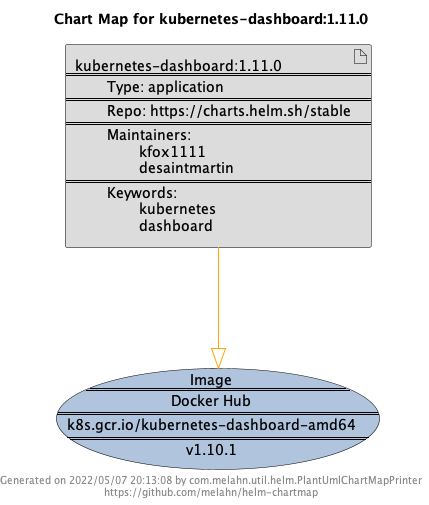 Chart Map for kubernetes-dashboard:1.11.0
kubernetes-dashboard:1.11.0
Type: application
Repo: https://charts.helm.sh/stable
Maintainers:
kfox1111
desaintmartin
Keywords:
kubernetes
dashboard
Image
Docker Hub
k8s.gcr.io/kubernetes-dashboard-amd64
v1.10.1
Generated on 2022/05/07 20:13:08 by com.melahn.util.helm.PlantUmlChartMapPrinter
https://github.com/melahn/helm-chartmap